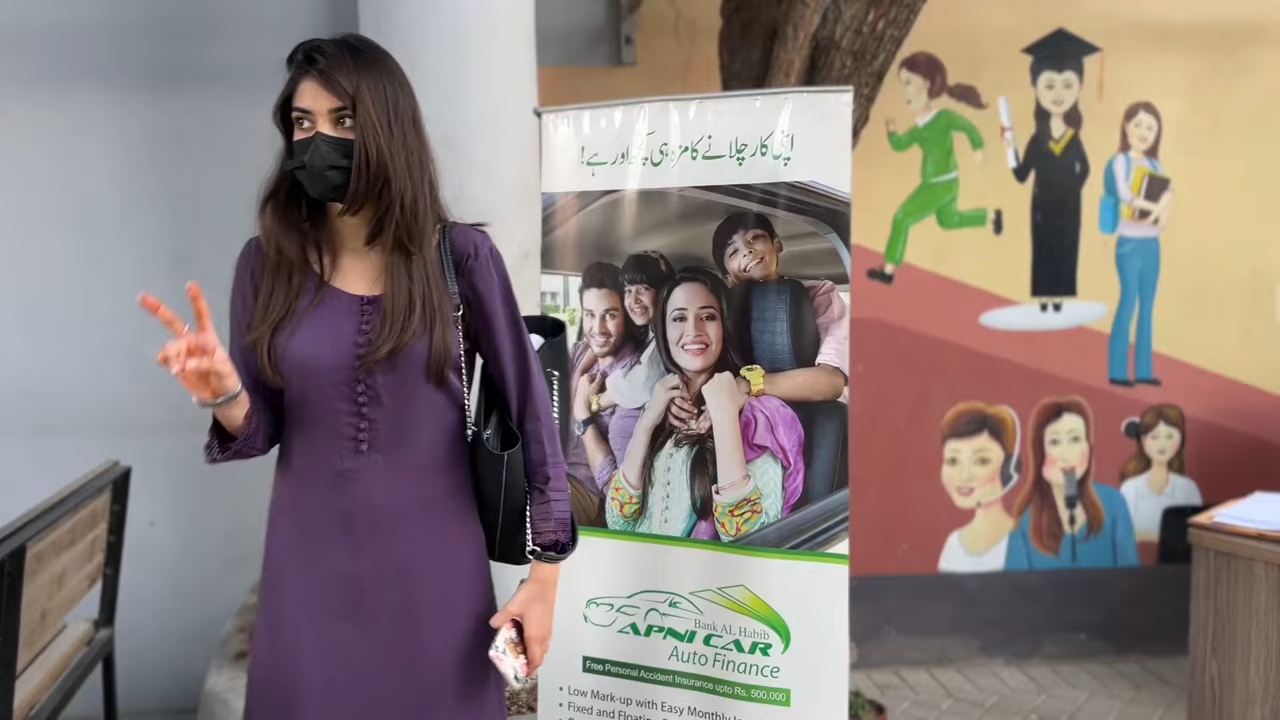 اپنی کار چلانے کا مزہ ہی کچھ اور ہے!
Bank AL Habib
APNI CAR
Auto Finance
Free Personal Accident Insurance upto Rs. 500,000
• Low Mark-up with Easy Monthly
• Fixed and Floating